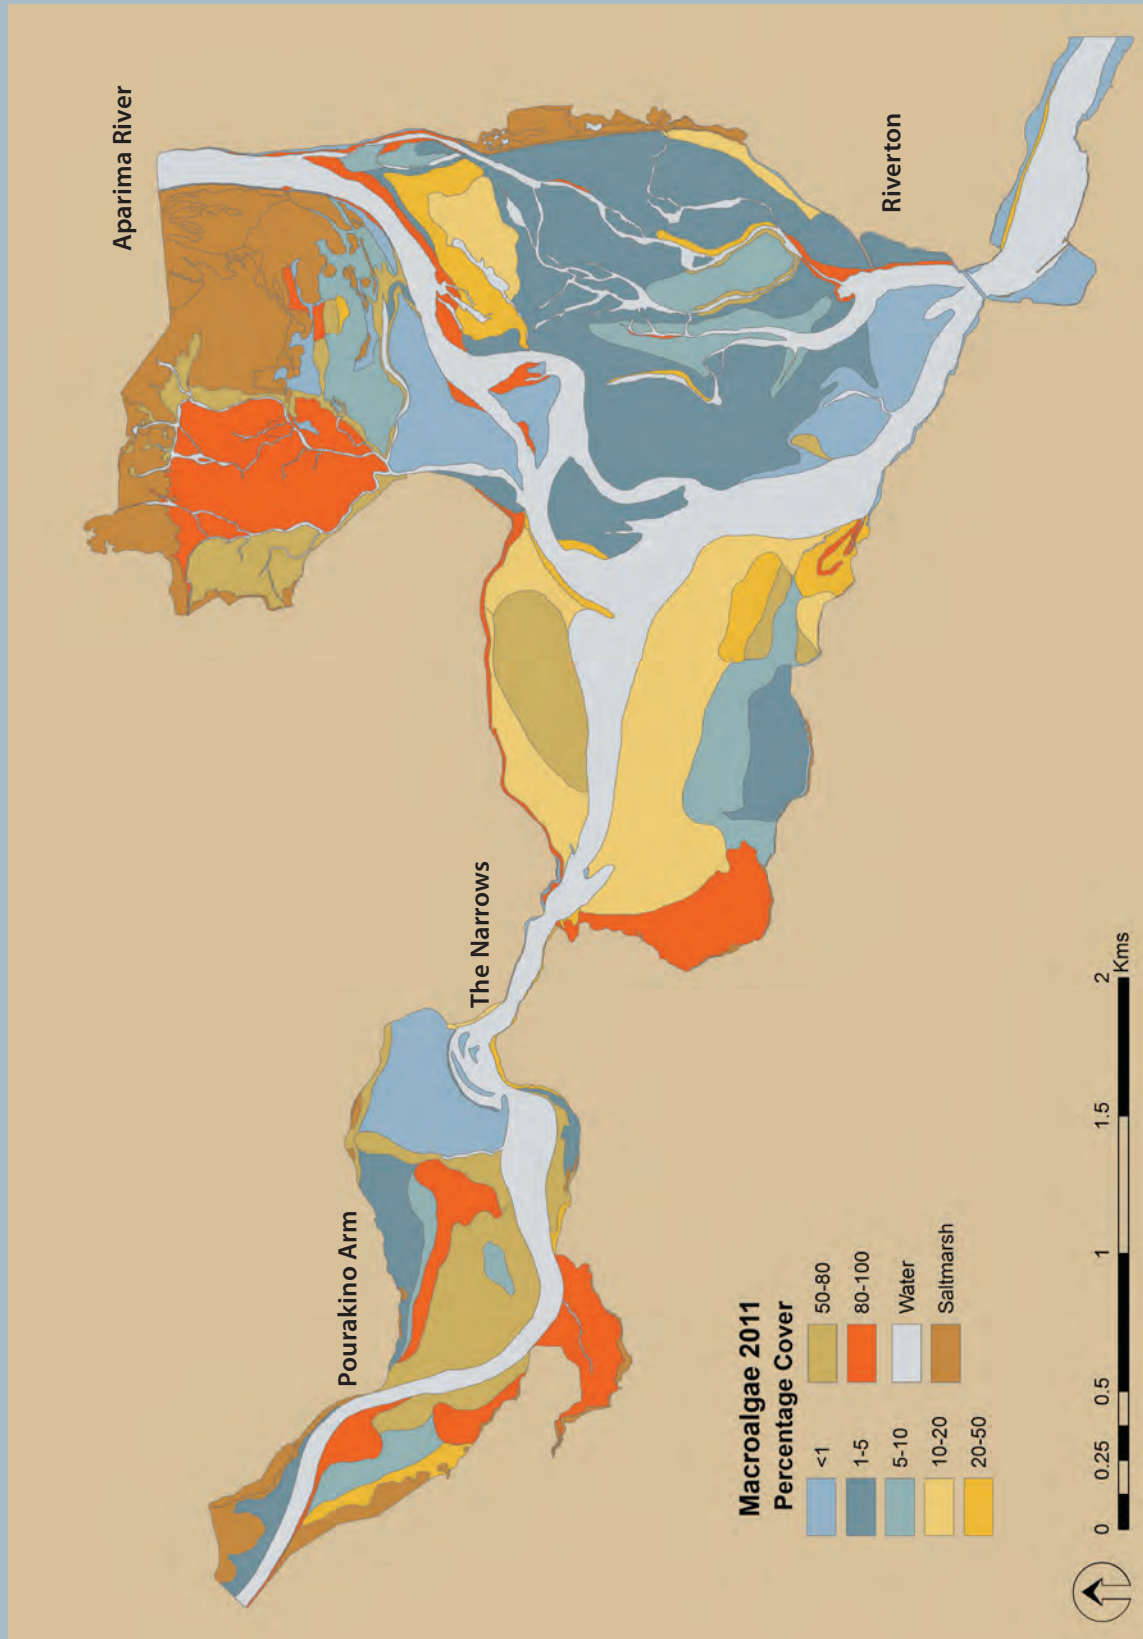 Aparima River
Riverton
The Narrows
Pourakino Arm
Macroalgae 2011
Percentage Cover
<1
1-5
5-10
10-20
20-50
50-80
80-100
Water
Saltmarsh
0 0.25 0.5 1 1.5 2
Kms